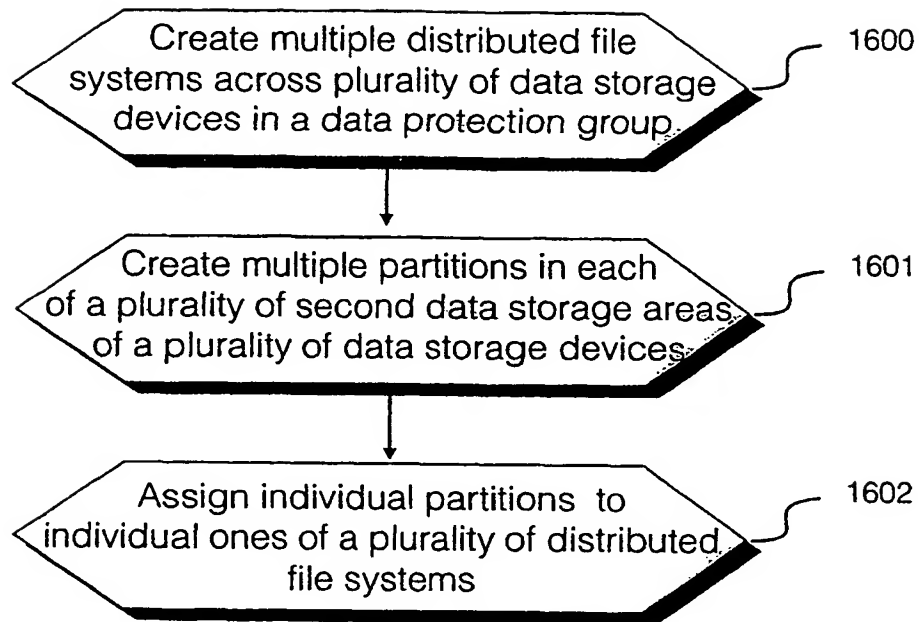 Create multiple distributed file
systems across plurality of data storage
devices in a data protection group
1600
Create multiple partitions in each
of a plurality of second data storage areas
of a plurality of data storage devices
1601
Assign individual partitions to
individual ones of a plurality of distributed
file systems
1602